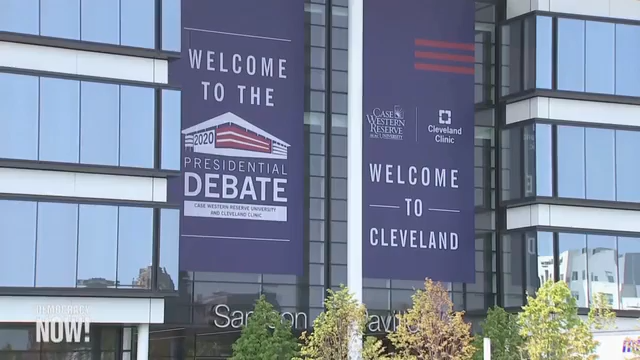 WELCOME
TO THE
2020
PRESIDENTIAL
DEBATE
CASE WESTERN RESERVE UNIVERSITY
AND CLEVELAND CLINIC
CASE
WESTERN
RESERVE
UNIVERSITY
Cleveland
Clinic
WELCOME
TO
CLEVELAND
DEMOCRACY
NOW!